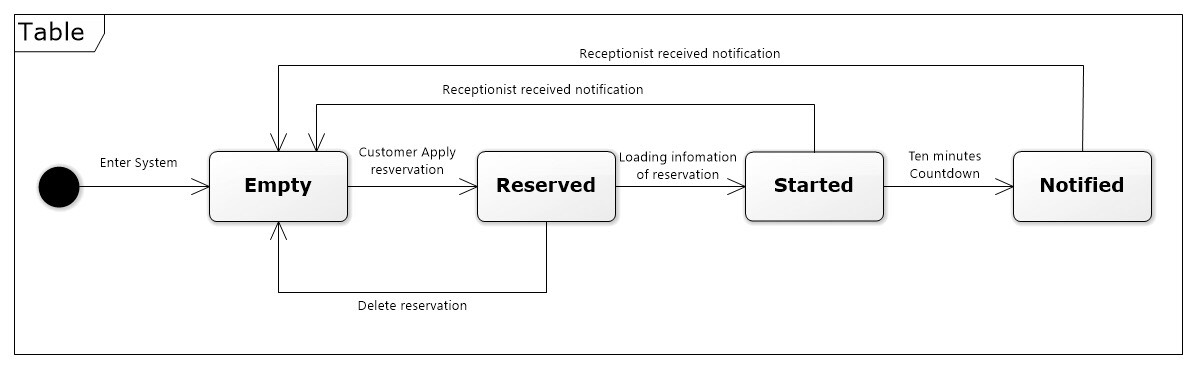 Table
Receptionist received notification
Receptionist received notification
Enter System
Customer Apply
resvervation
Loading infomation
of reservation
Ten minutes
Countdown
Empty
Reserved
Started
Notified
Delete reservation